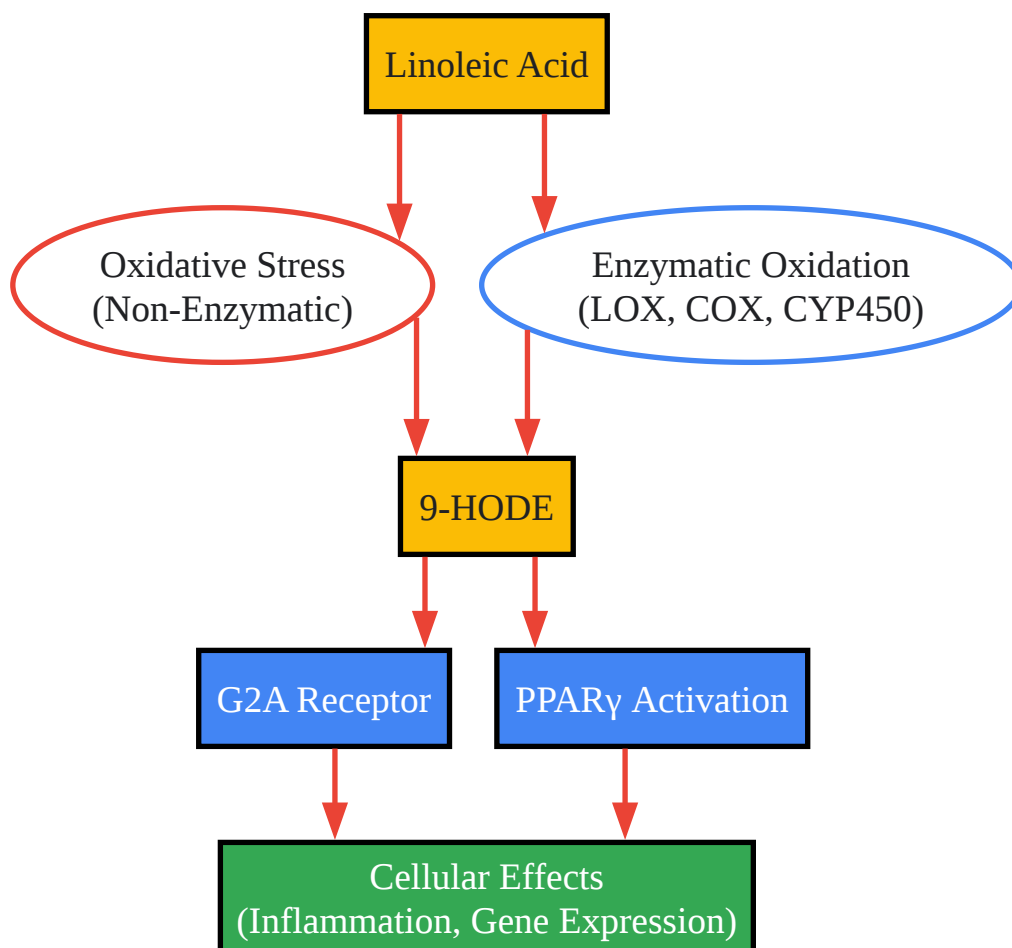 Linoleic Acid
Oxidative Stress
(Non-Enzymatic)
Enzymatic Oxidation
(LOX, COX, CYP450)
9-HODE
G2A Receptor
PPARγ Activation
Cellular Effects
(Inflammation, Gene Expression)